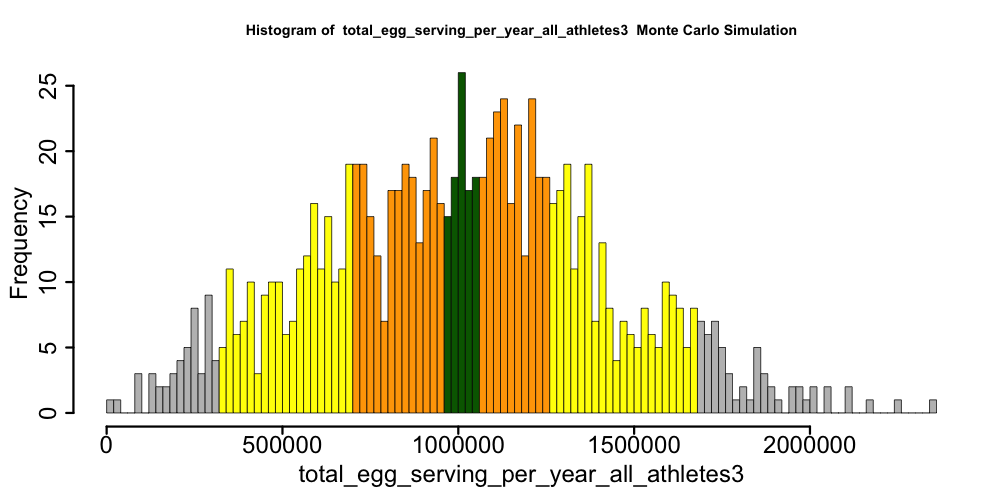 Histogram of total_egg_serving_per_year_all_athletes3 Monte Carlo Simulation
25
20
15
10
5
0
Frequency
0 500000 1000000 1500000 2000000
total_egg_serving_per_year_all_athletes3